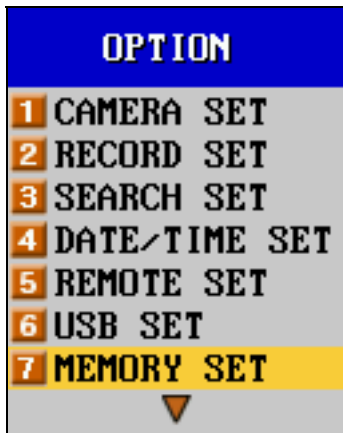 OPTION
1 CAMERA SET
2 RECORD SET
3 SEARCH SET
4 DATE/TIME SET
5 REMOTE SET
6 USB SET
7 MEMORY SET